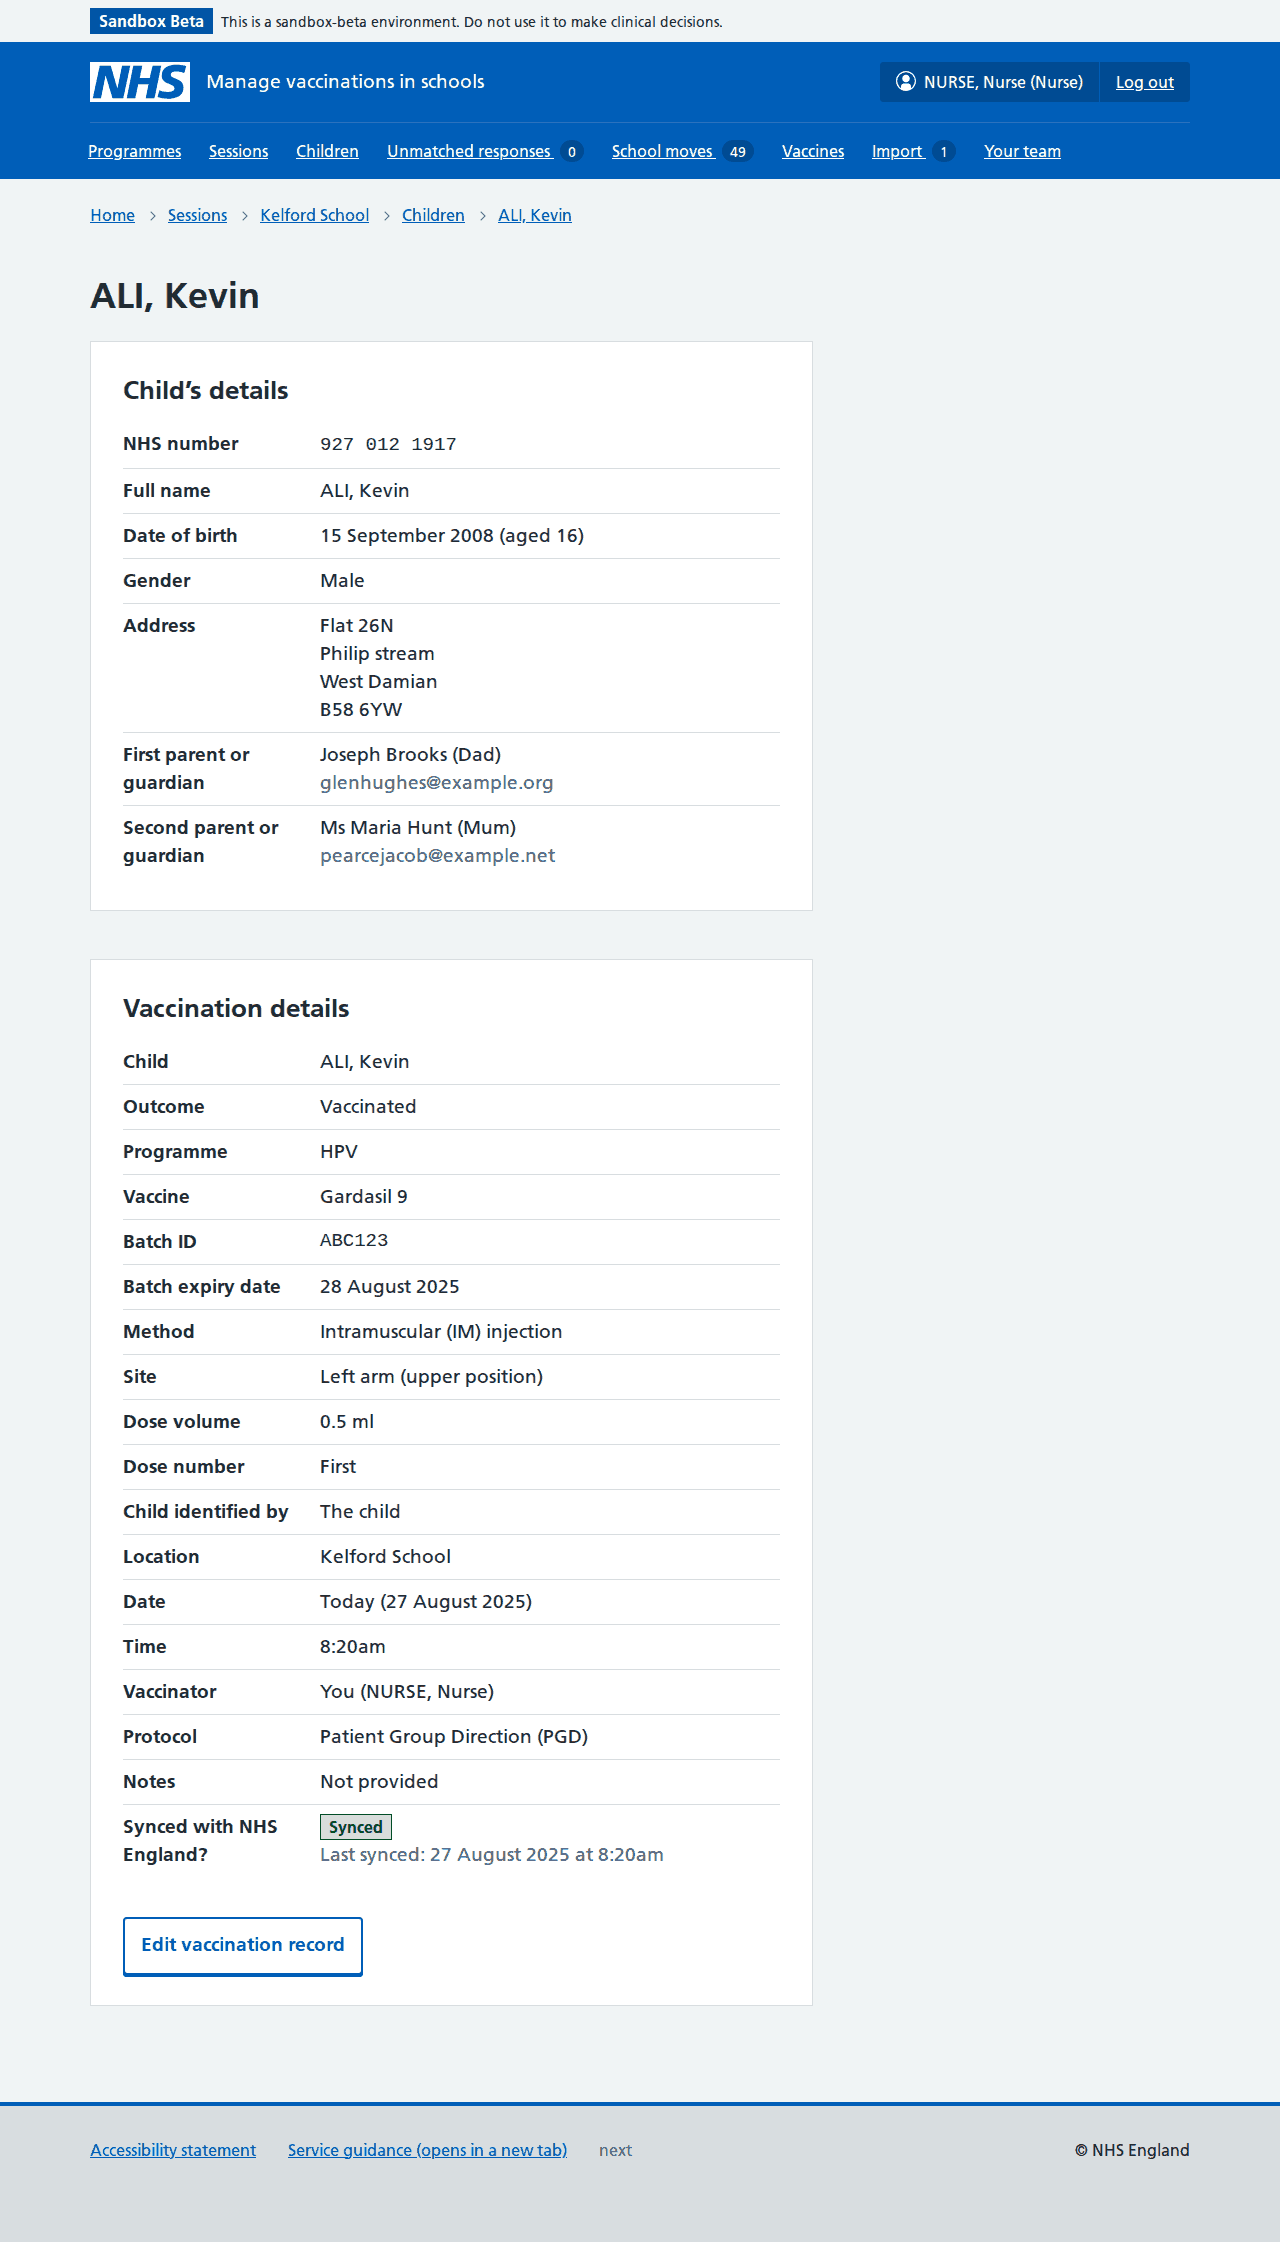 Sandbox Beta This is a sandbox-beta environment. Do not use it to make clinical decisions.
NHS Manage vaccinations in schools NURSE, Nurse (Nurse) Log out
Programmes Sessions Children Unmatched responses 0 School moves 49 Vaccines Import 1 Your team
Home Sessions Kelford School Children ALI, Kevin
ALI, Kevin
Child’s details
NHS number 927 012 1917
Full name ALI, Kevin
Date of birth 15 September 2008 (aged 16)
Gender Male
Address Flat 26N
Philip stream
West Damian
B58 6YW
First parent or Joseph Brooks (Dad)
guardian glenhughes@example.org
Second parent or Ms Maria Hunt (Mum)
guardian pearcejacob@example.net
Vaccination details
Child ALI, Kevin
Outcome Vaccinated
Programme HPV
Vaccine Gardasil 9
Batch ID ABC123
Batch expiry date 28 August 2025
Method Intramuscular (IM) injection
Site Left arm (upper position)
Dose volume 0.5 ml
Dose number First
Child identified by The child
Location Kelford School
Date Today (27 August 2025)
Time 8:20am
Vaccinator You (NURSE, Nurse)
Protocol Patient Group Direction (PGD)
Notes Not provided
Synced with NHS Synced
England? Last synced: 27 August 2025 at 8:20am
Edit vaccination record
Accessibility statement Service guidance (opens in a new tab) next © NHS England